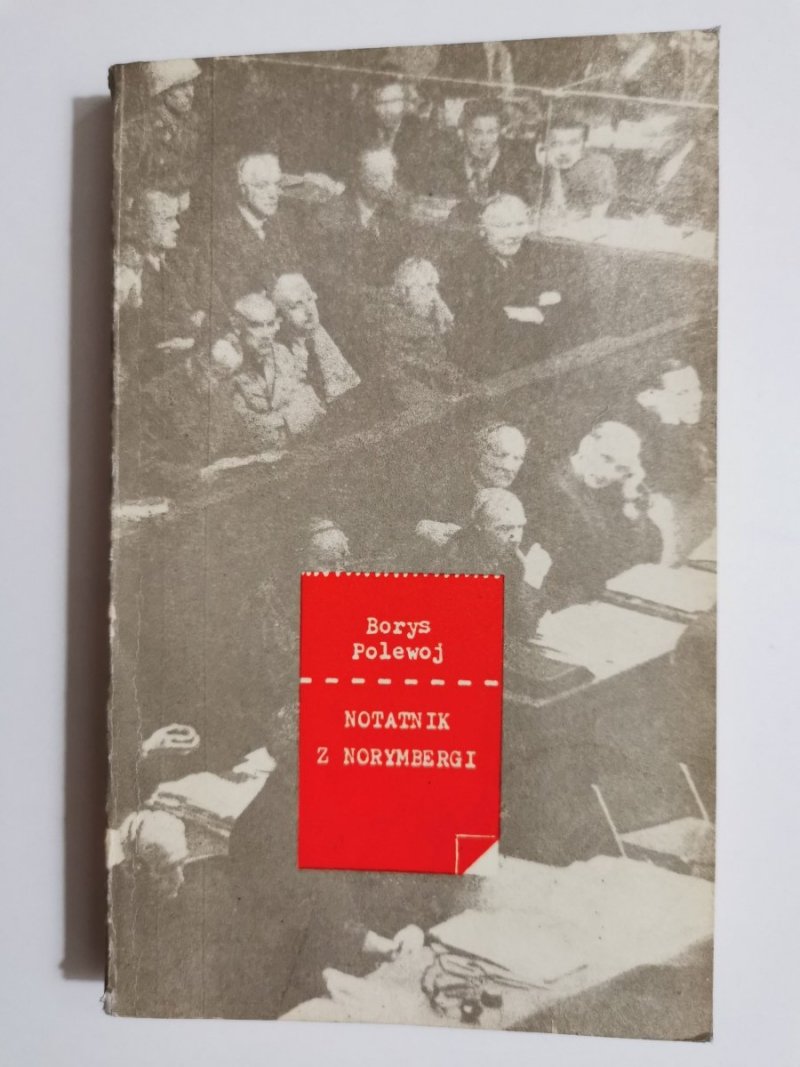 Borys
Polewoj
NOTATNIK
Z NORYMBERGI